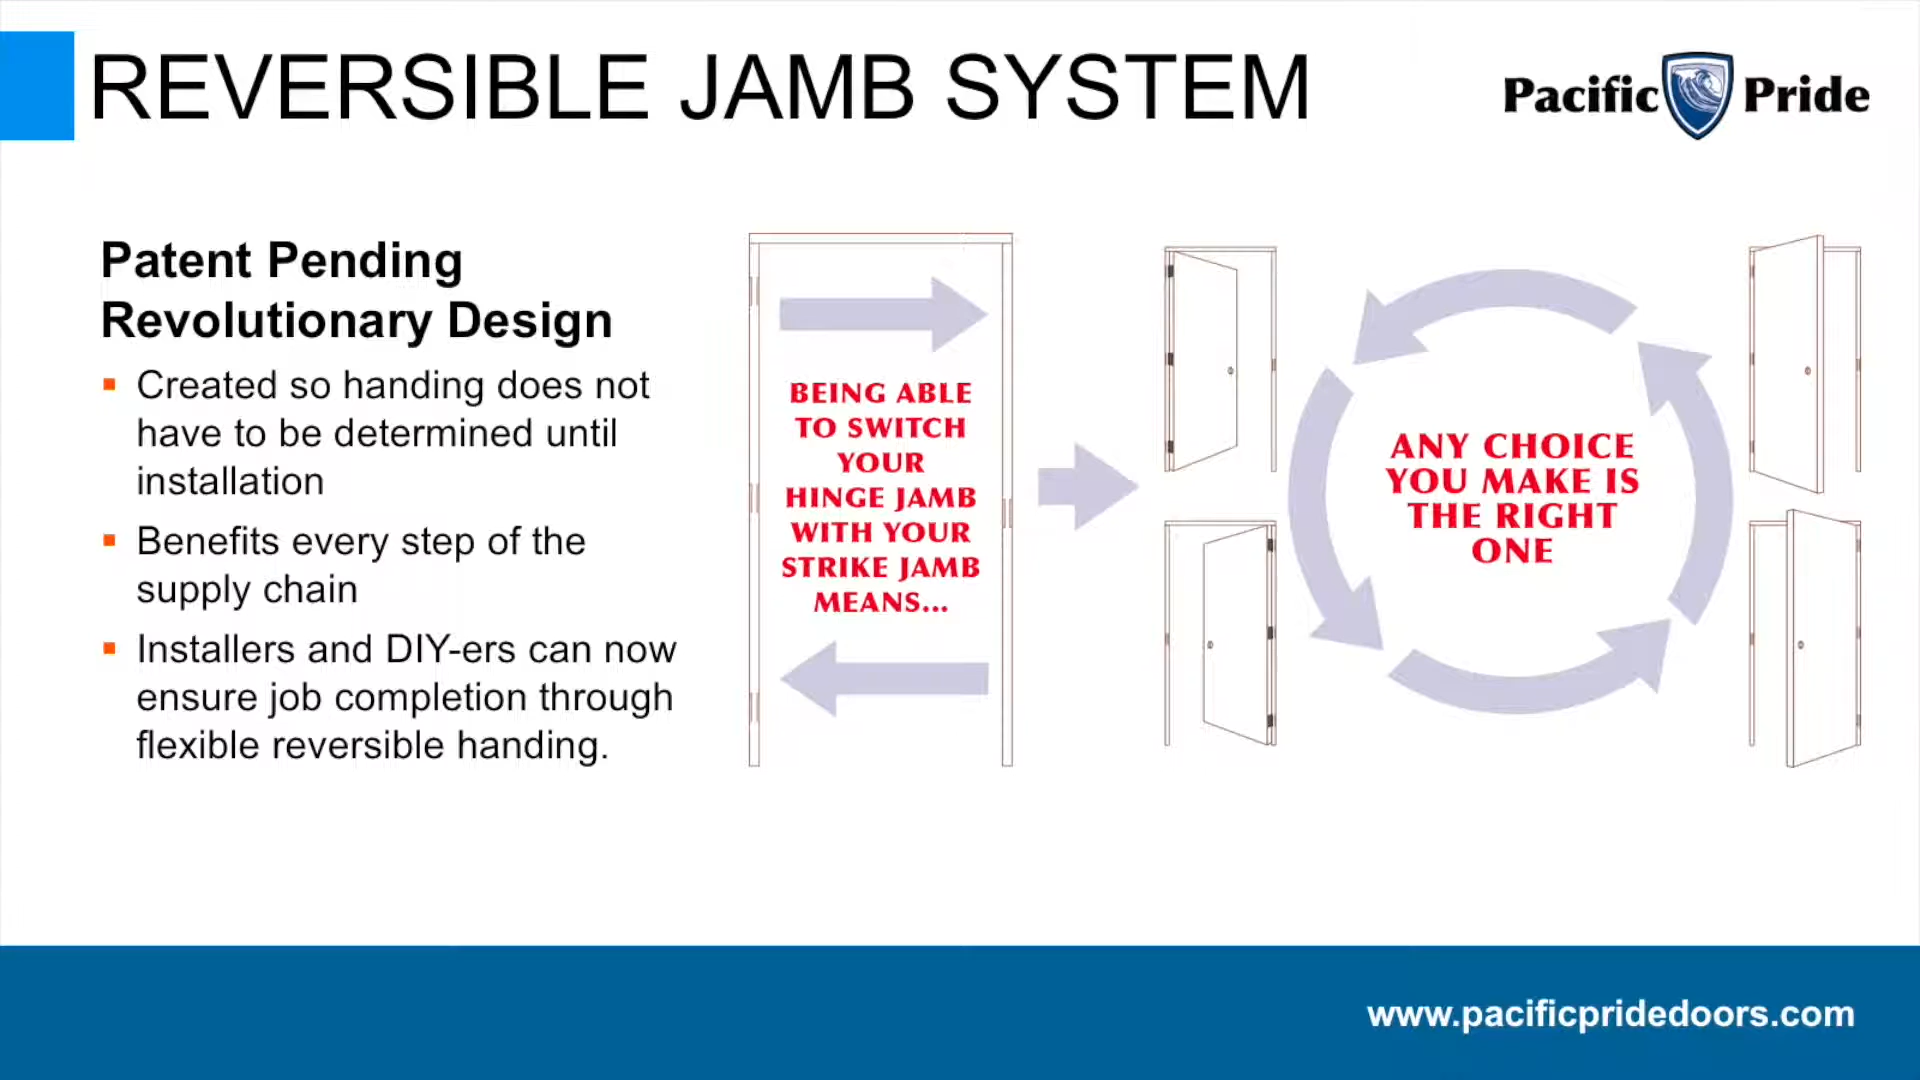 REVERSIBLE JAMB SYSTEM
Pacific Pride
Patent Pending
Revolutionary Design
Created so handing does not
have to be determined until
installation
Benefits every step of the
supply chain
Installers and DIY-ers can now
ensure job completion through
flexible reversible handing.
BEING ABLE
TO SWITCH
YOUR
HINGE JAMB
WITH YOUR
STRIKE JAMB
MEANS...
ANY CHOICE
YOU MAKE IS
THE RIGHT
ONE
www.pacificpridedoors.com